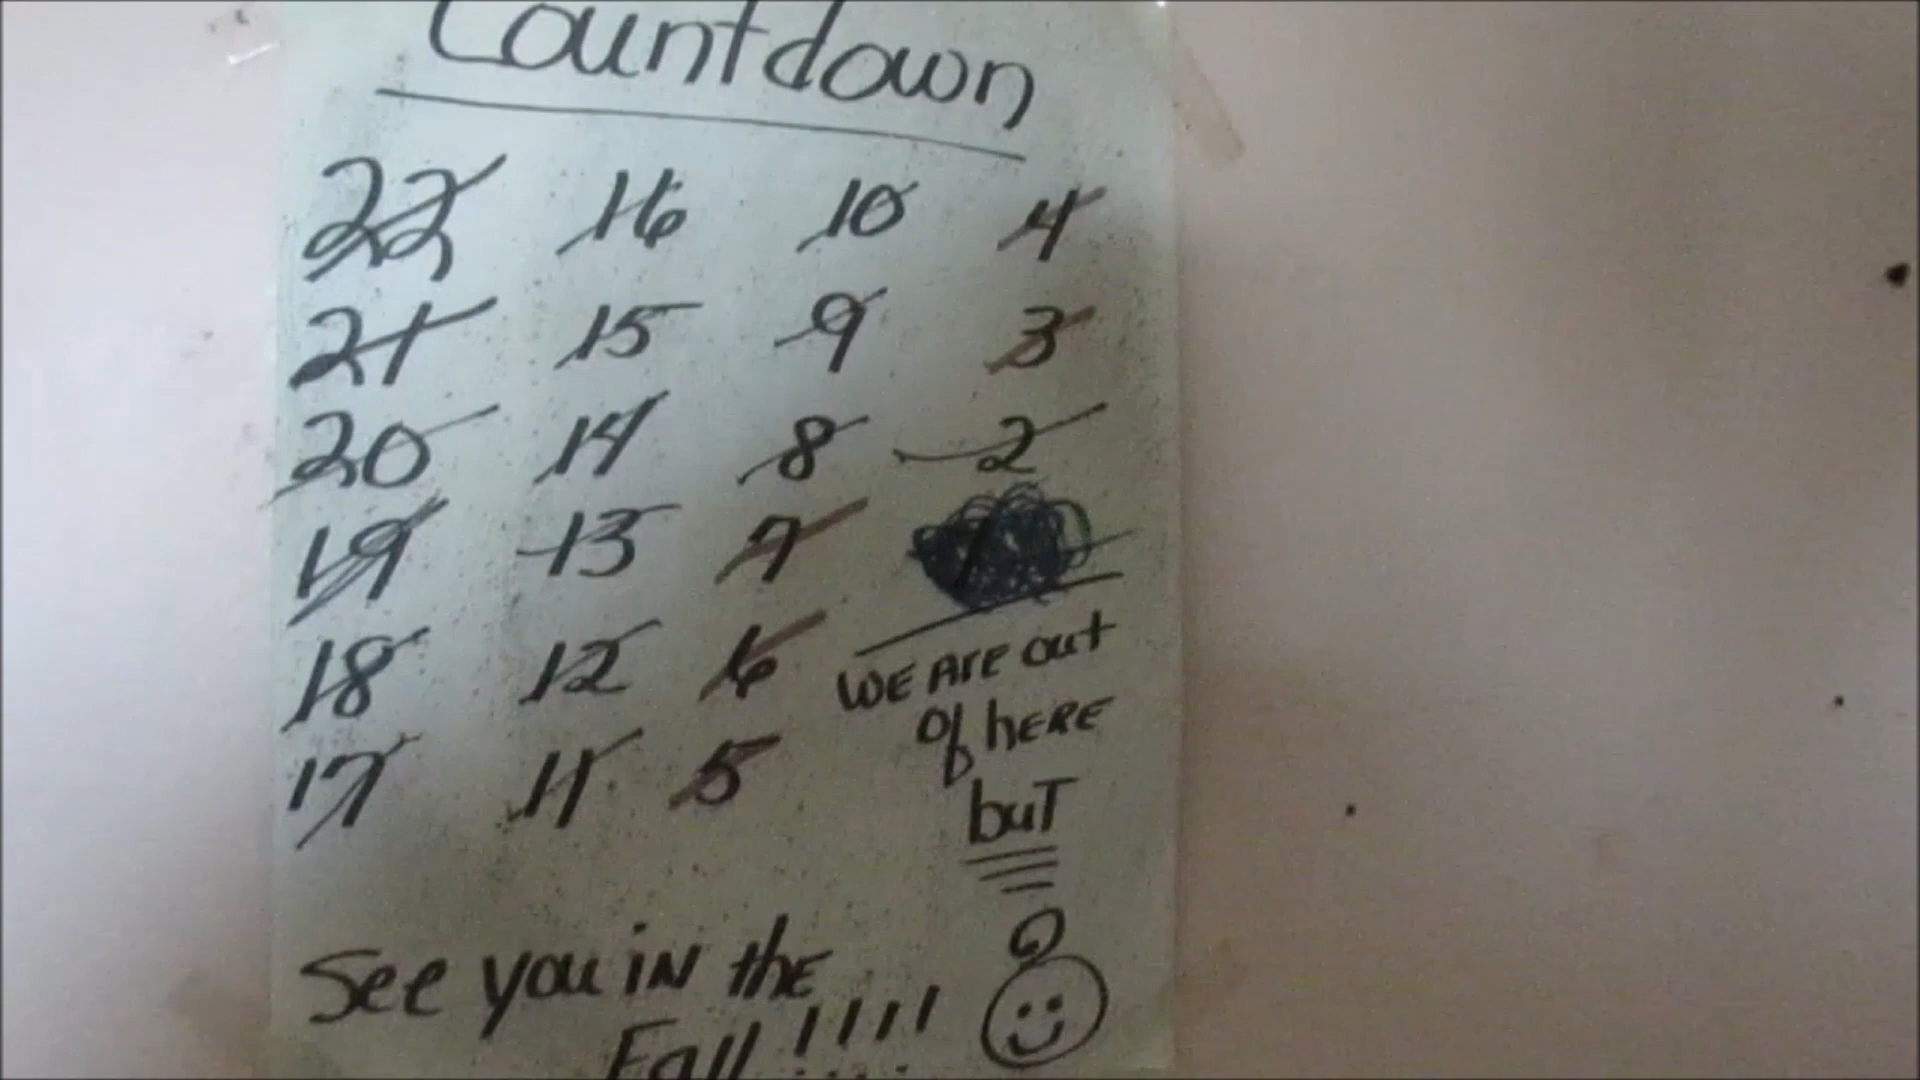 Countdown
22 16 10 4
21 15 9 3
20 14 8 2
19 13 7
18 12 6
17 11 5
WE ARE out
of hERE
buT
See you IN thE
Fall!!!!!